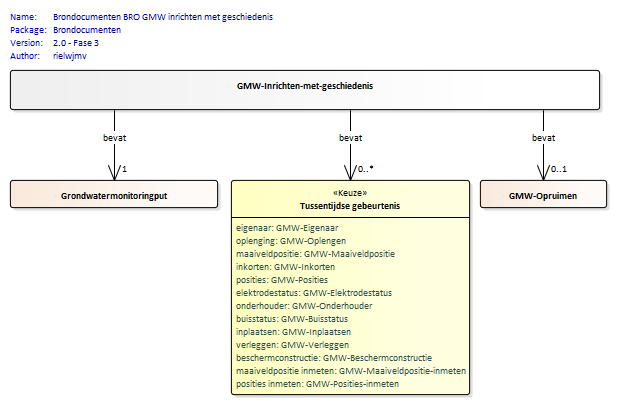 Name: Brondocumenten BRO GMW inrichten met geschiedenis
Package: Brondocumenten
Version: 2.0 - Fase 3
Author: rielwjmv
GMW-Inrichten-met-geschiedenis
bevat bevat bevat
1 0..* 0..1
Grondwatermonitoringput
«Keuze»
Tussentijdse gebeurtenis
GMW-Opruimen
eigenaar: GMW-Eigenaar
oplenging: GMW-Oplengen
maaiveldpositie: GMW-Maaiveldpositie
inkorten: GMW-Inkorten
posities: GMW-Posities
elektrodestatus: GMW-Elektrodestatus
onderhouder: GMW-Onderhouder
buisstatus: GMW-Buisstatus
inplaatsen: GMW-Inplaatsen
verleggen: GMW-Verleggen
beschermconstructie: GMW-Beschermconstructie
maaiveldpositie inmeten: GMW-Maaiveldpositie-inmeten
posities inmeten: GMW-Posities-inmeten